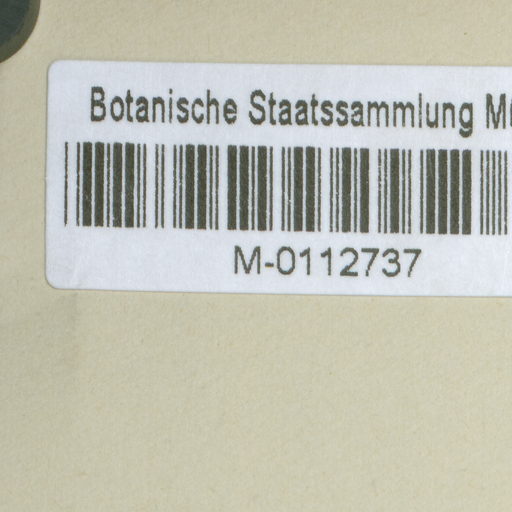 Botanische Staatssammlung
M-0112737